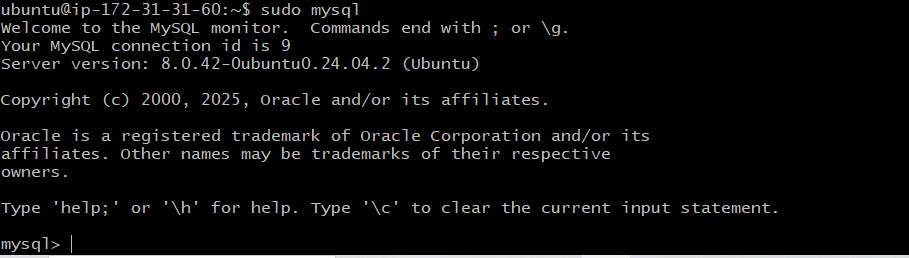 ubuntu@ip-172-31-31-60:~$ sudo mysql
Welcome to the MySQL monitor.  Commands end with ; or \g.
Your MySQL connection id is 9
Server version: 8.0.42-0ubuntu0.24.04.2 (Ubuntu)
Copyright (c) 2000, 2025, Oracle and/or its affiliates.
Oracle is a registered trademark of Oracle Corporation and/or its
affiliates. Other names may be trademarks of their respective
owners.
Type 'help;' or '\h' for help. Type '\c' to clear the current input statement.
mysql>